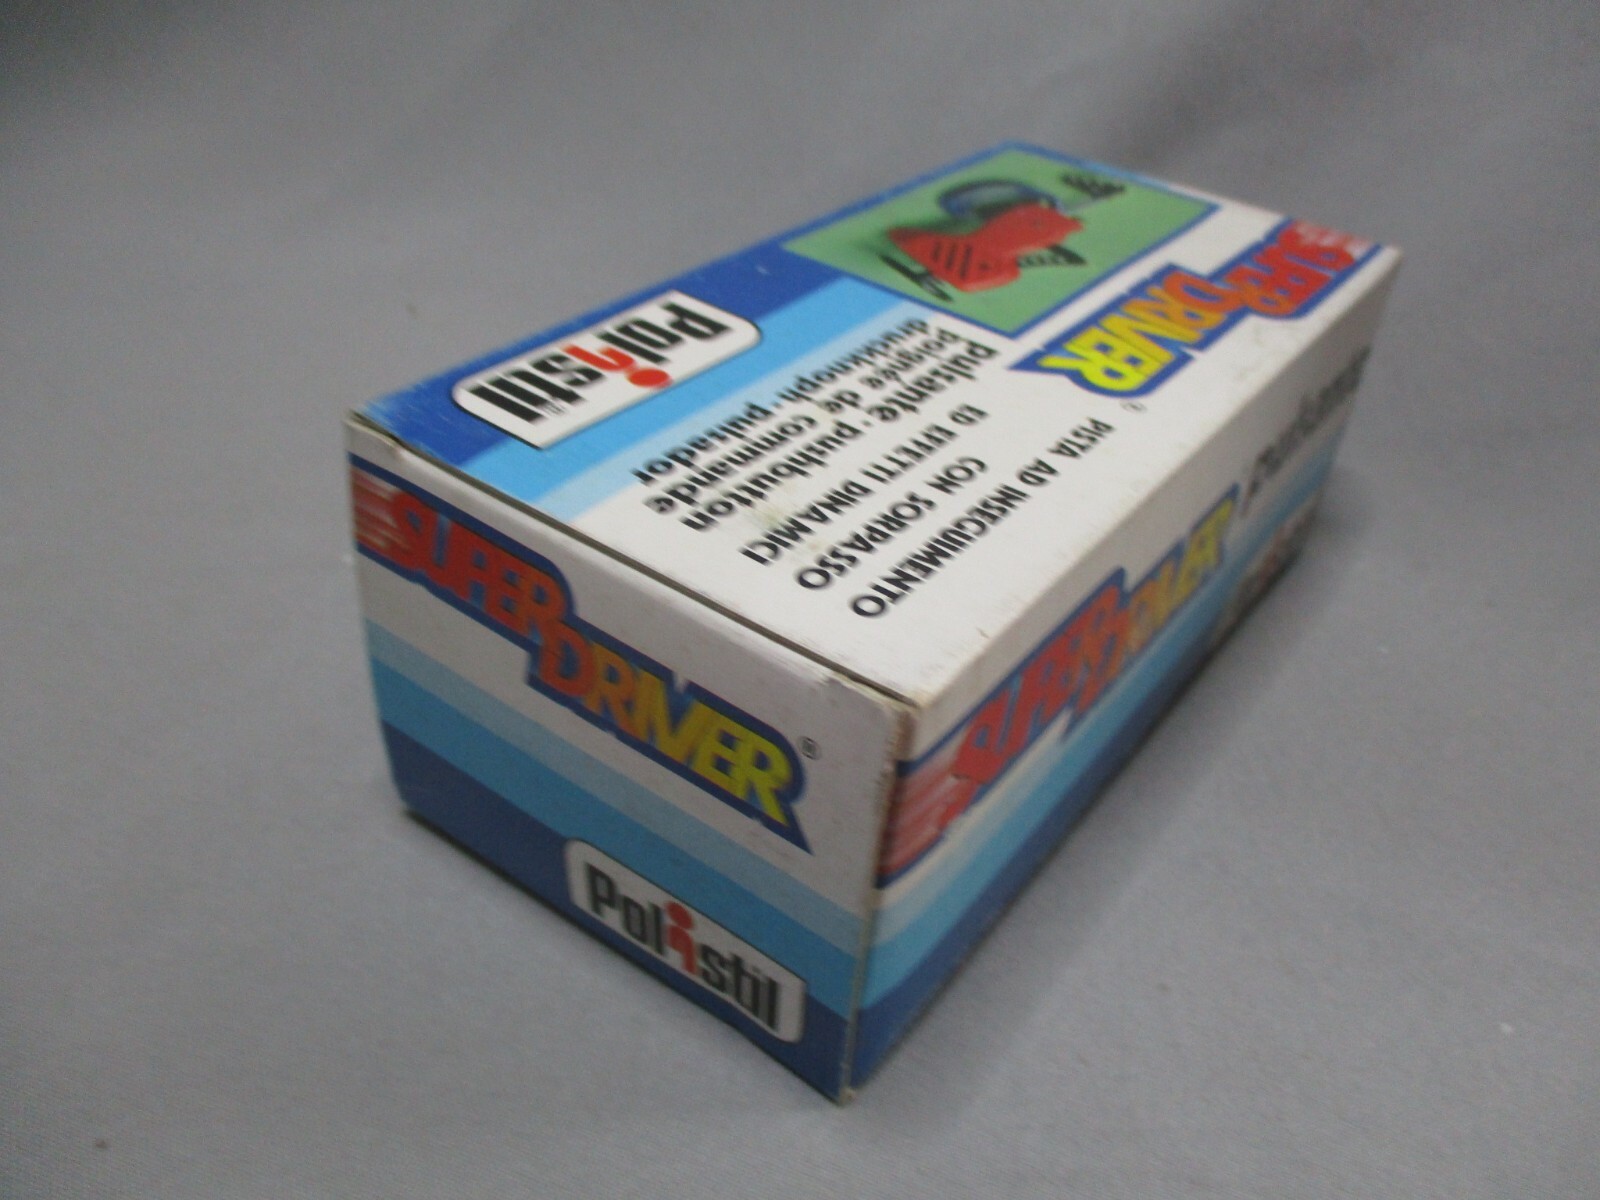 SUPER
DRIVER
®
PISTA AD INSEGUIMENTO
CON SORPASSO
ED EFFETTI DINAMICI
pulsante · pushbutton
poignée de commande
druckknoph · pulsador
Polistil
SUPER
DRIVER
®
Polistil
SUPER
DRIVER